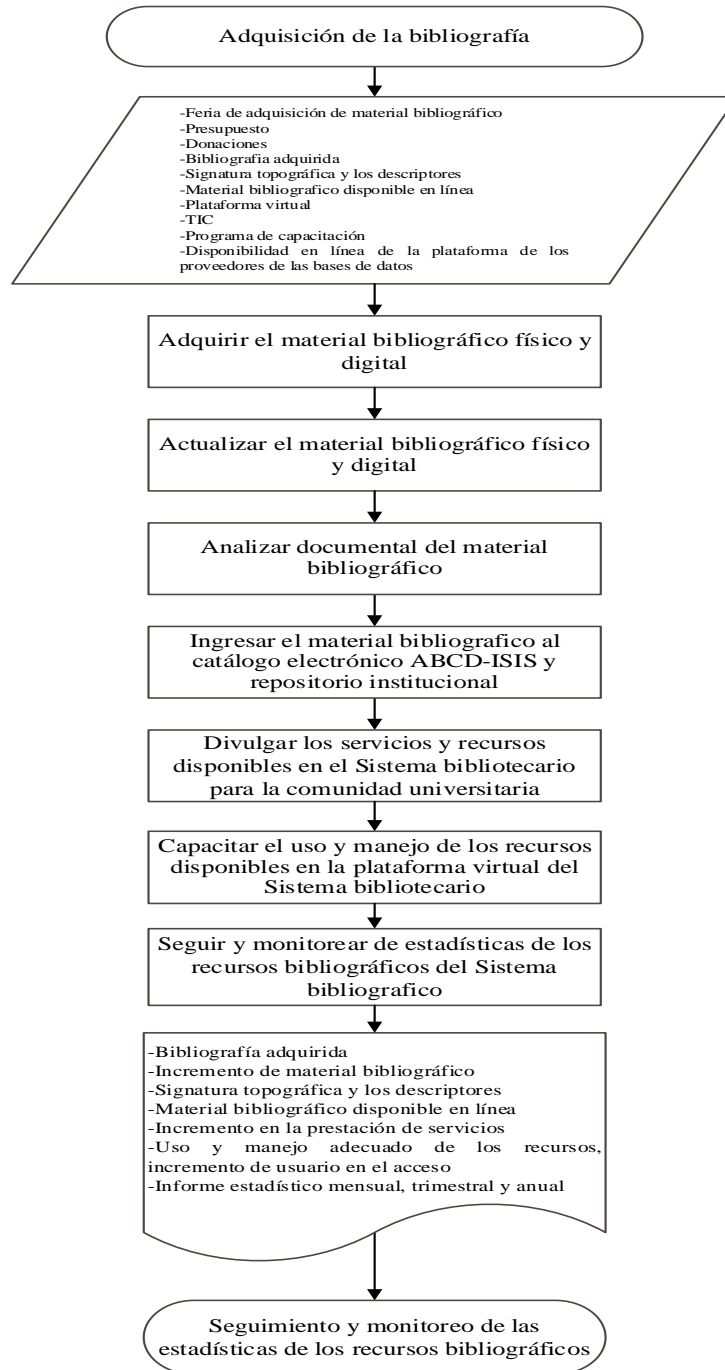 Adquisición de la bibliografía
-Feria de adquisición de material bibliográfico
-Presupuesto
-Donaciones
-Bibliografia adquirida
-Signatura topográfica y los descriptores
-Material bibliografico disponible en línea
-Plataforma virtual
-TIC
-Programa de capacitación
-Disponibilidad en línea de la plataforma de los
proveedores de las bases de datos
Adquirir el material bibliográfico físico y
digital
Actualizar el material bibliográfico físico
y digital
Analizar documental del material
bibliográfico
Ingresar el material bibliografico al
catálogo electrónico ABCD-ISIS y
repositorio institucional
Divulgar los servicios y recursos
disponibles en el Sistema bibliotecario
para la comunidad universitaria
Capacitar el uso y manejo de los recursos
disponibles en la plataforma virtual del
Sistema bibliotecario
Seguir y monitorear de estadísticas de los
recursos bibliográficos del Sistema
bibliografico
-Bibliografía adquirida
-Incremento de material bibliográfico
-Signatura topográfica y los descriptores
-Material bibliográfico disponible en línea
-Incremento en la prestación de servicios
-Uso y manejo adecuado de los recursos,
incremento de usuario en el acceso
-Informe estadístico mensual, trimestral y anual
Seguimiento y monitoreo de las
estadísticas de los recursos bibliográficos